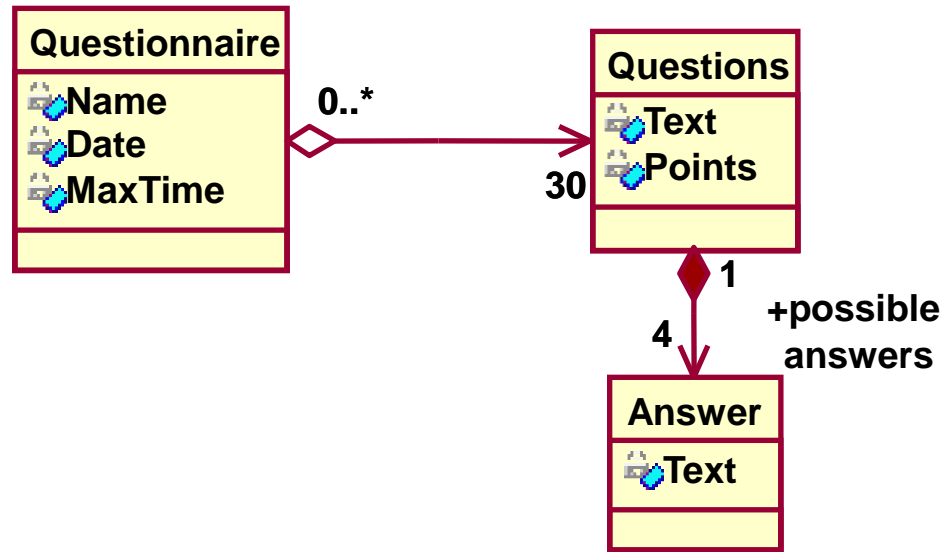 Questionnaire
Name
Date
MaxTime
0..*
30
Questions
Text
Points
1
4
+possible
answers
Answer
Text